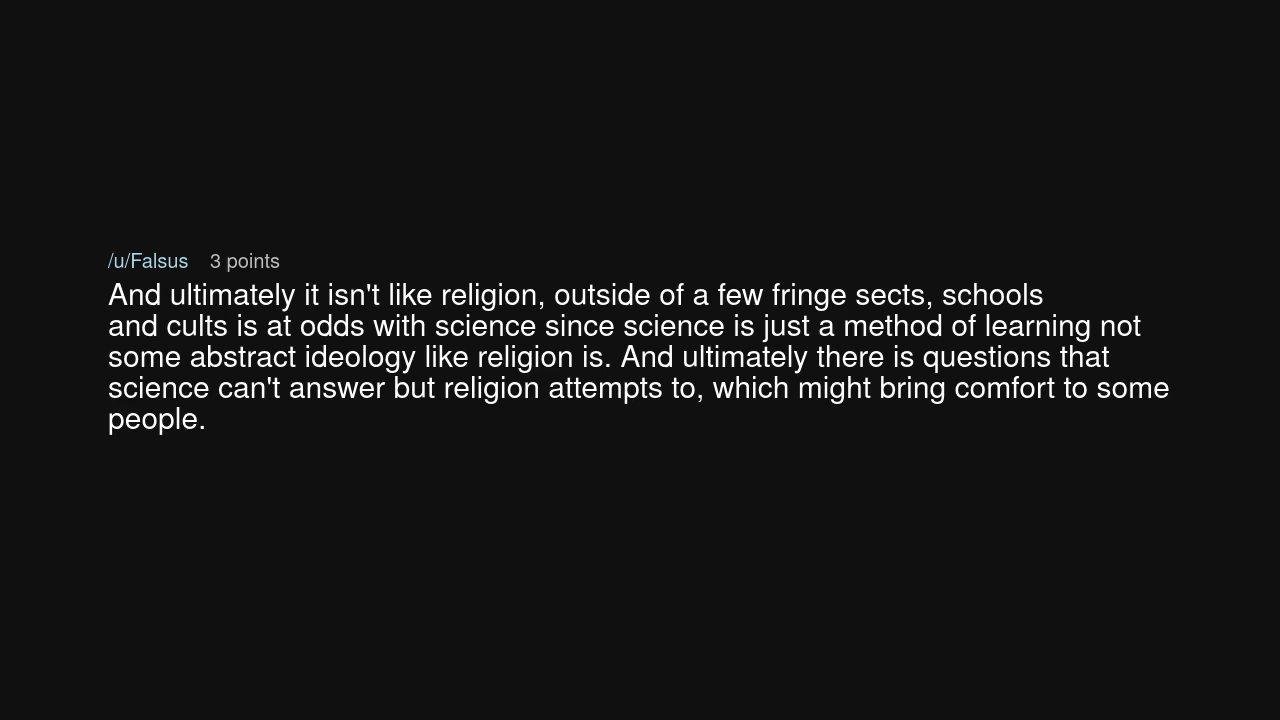 /u/Falsus 3 points
And ultimately it isn't like religion, outside of a few fringe sects, schools
and cults is at odds with science since science is just a method of learning not
some abstract ideology like religion is. And ultimately there is questions that
science can't answer but religion attempts to, which might bring comfort to some
people.